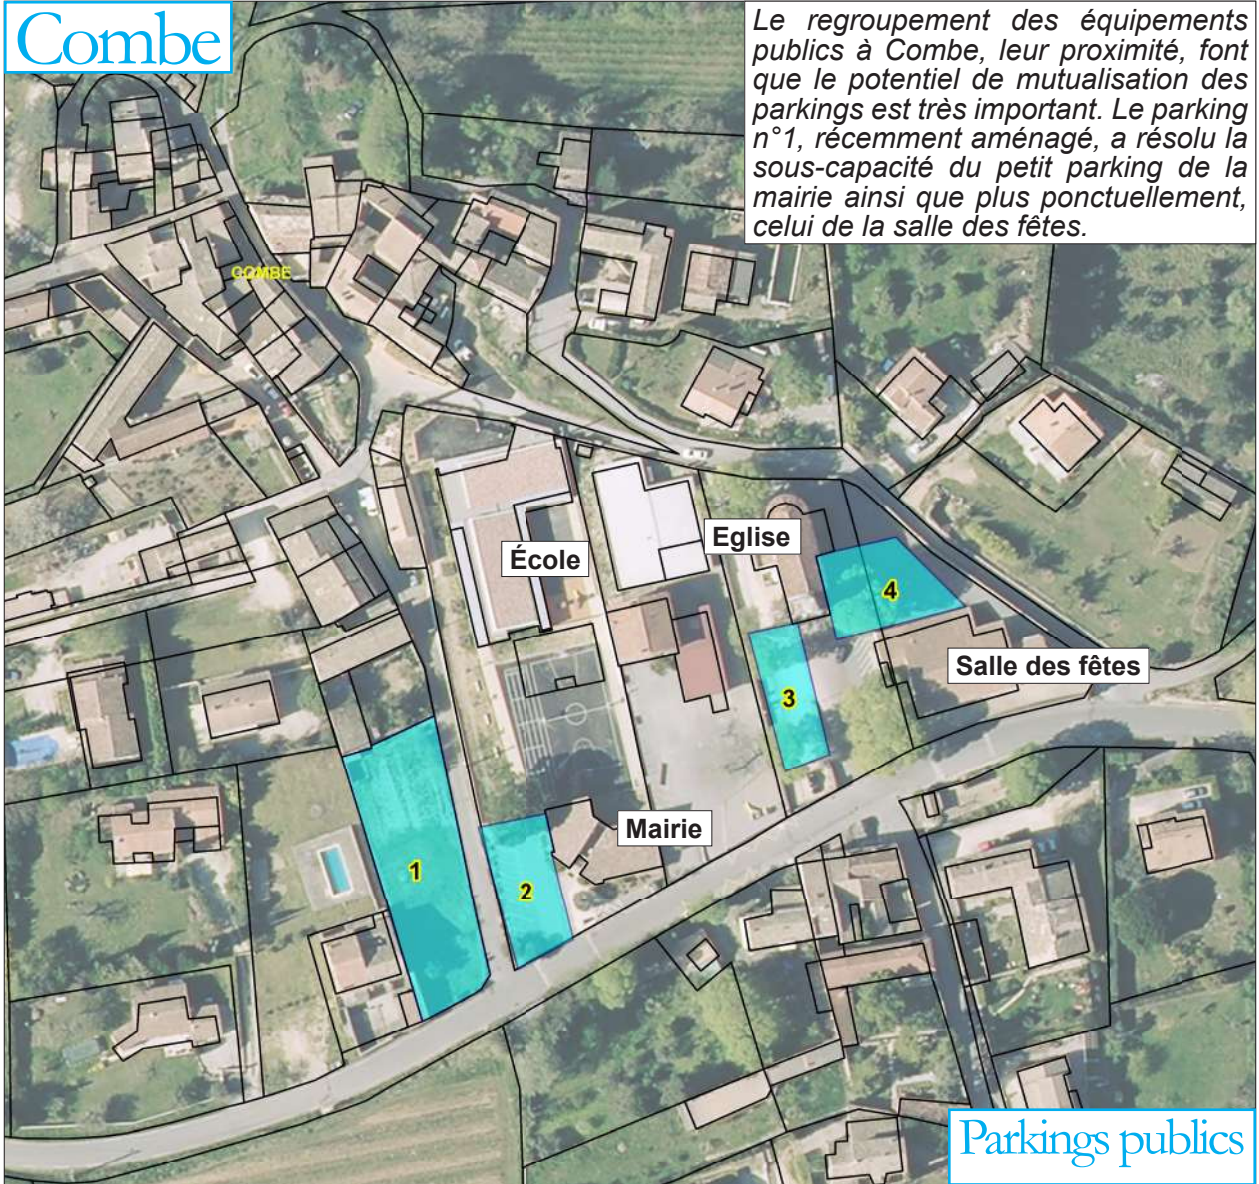 Combe
Le regroupement des équipements
publics à Combe, leur proximité, font
que le potentiel de mutualisation des
parkings est très important. Le parking
n°1, récemment aménagé, a résolu la
sous-capacité du petit parking de la
mairie ainsi que plus ponctuellement,
celui de la salle des fêtes.
COMBE
Eglise
École
4
Salle des fêtes
3
Mairie
1
2
Parkings publics